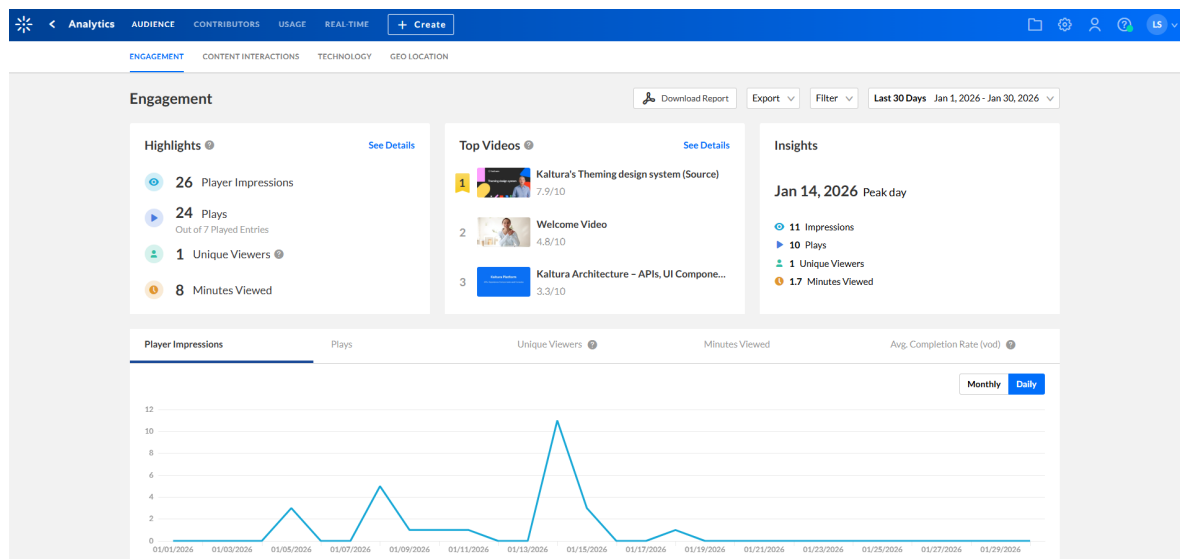 Analytics AUDIENCE CONTRIBUTORS USAGE REAL-TIME + Create LS
ENGAGEMENT CONTENT INTERACTIONS TECHNOLOGY GEO LOCATION
Engagement
Download Report Export Filter Last 30 Days Jan 1, 2026 - Jan 30, 2026
Highlights See Details
26 Player Impressions
24 Plays
Out of 7 Played Entries
1 Unique Viewers
8 Minutes Viewed
Top Videos See Details
1 Kaltura's Theming design system (Source)
7.9/10
2 Welcome Video
4.8/10
3 Kaltura Architecture – APIs, UI Compone...
3.3/10
Insights
Jan 14, 2026 Peak day
11 Impressions
10 Plays
1 Unique Viewers
1.7 Minutes Viewed
Player Impressions Plays Unique Viewers Minutes Viewed Avg. Completion Rate (vod)
Monthly Daily
12
10
8
6
4
2
0
01/01/2026 01/03/2026 01/05/2026 01/07/2026 01/09/2026 01/11/2026 01/13/2026 01/15/2026 01/17/2026 01/19/2026 01/21/2026 01/23/2026 01/25/2026 01/27/2026 01/29/2026